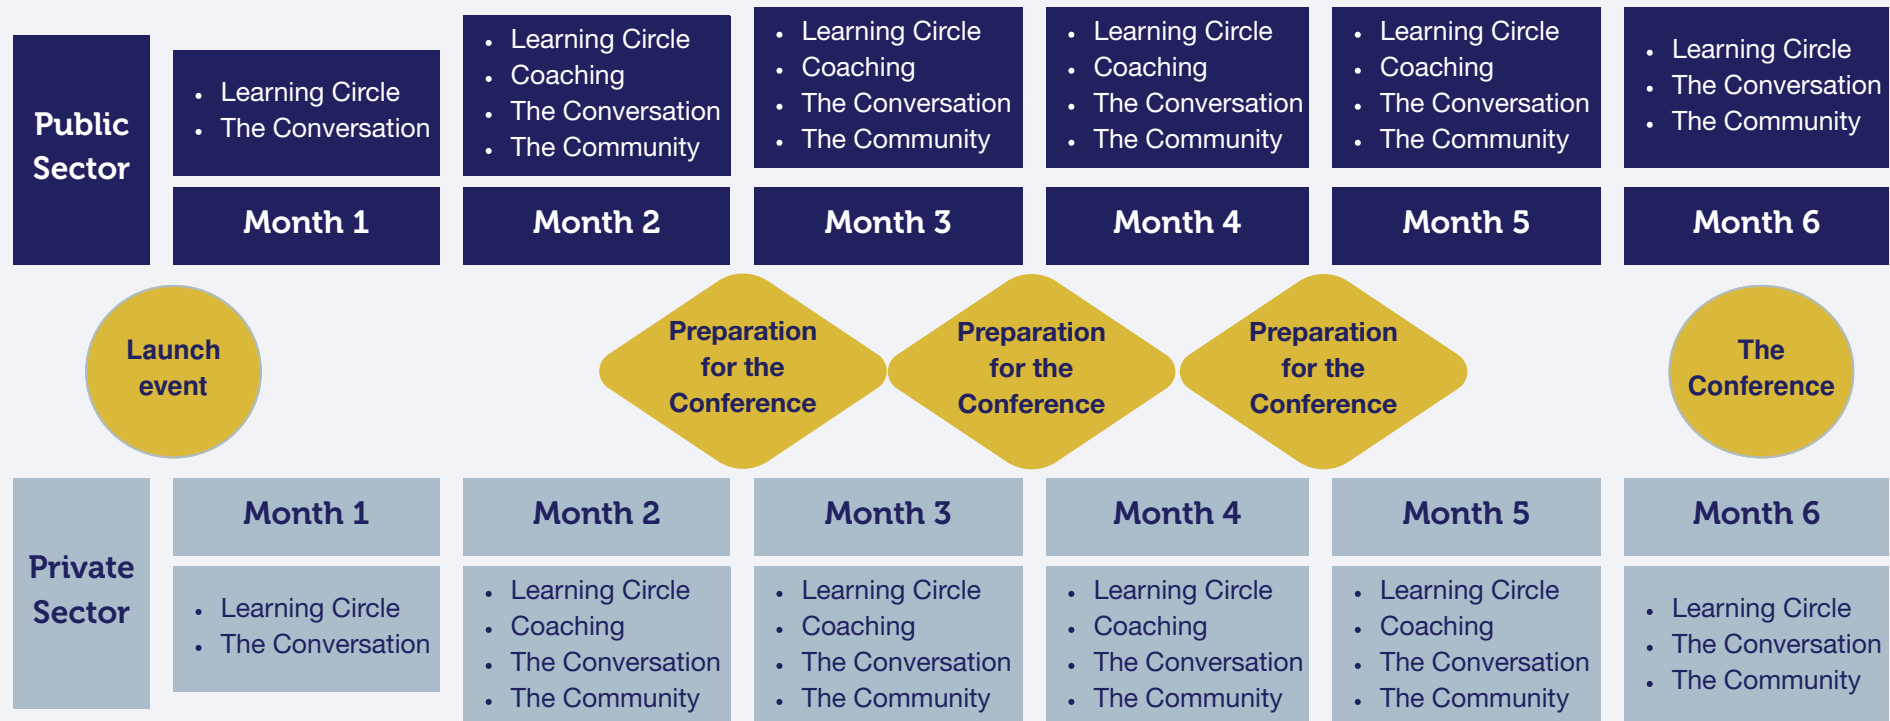 Public
Sector
• Learning Circle
• The Conversation
Month 1
• Learning Circle
• Coaching
• The Conversation
• The Community
Month 2
• Learning Circle
• Coaching
• The Conversation
• The Community
Month 3
• Learning Circle
• Coaching
• The Conversation
• The Community
Month 4
• Learning Circle
• Coaching
• The Conversation
• The Community
Month 5
• Learning Circle
• The Conversation
• The Community
Month 6
Launch
event
Preparation
for the
Conference
Preparation
for the
Conference
Preparation
for the
Conference
The
Conference
Private
Sector
Month 1
• Learning Circle
• The Conversation
Month 2
• Learning Circle
• Coaching
• The Conversation
• The Community
Month 3
• Learning Circle
• Coaching
• The Conversation
• The Community
Month 4
• Learning Circle
• Coaching
• The Conversation
• The Community
Month 5
• Learning Circle
• Coaching
• The Conversation
• The Community
Month 6
• Learning Circle
• The Conversation
• The Community